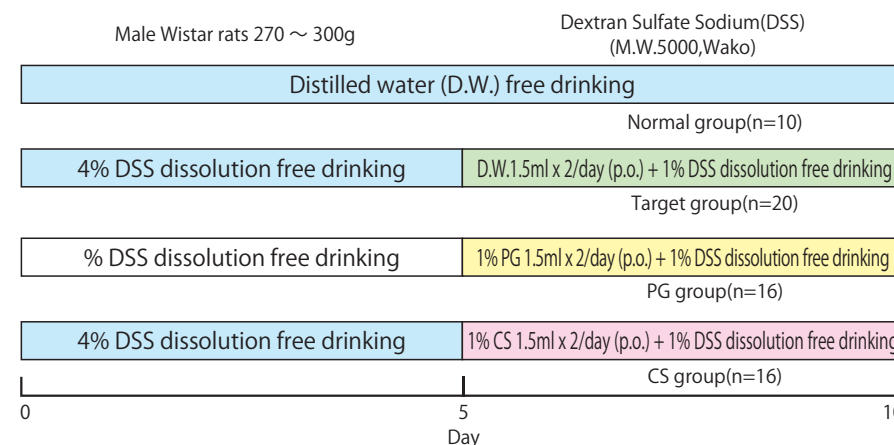 Male Wistar rats 270 ～ 300g
Dextran Sulfate Sodium(DSS)
(M.W.5000,Wako)
Distilled water (D.W.) free drinking
Normal group(n=10)
4% DSS dissolution free drinking
D.W.1.5ml x 2/day (p.o.) + 1% DSS dissolution free drinking
Target group(n=20)
% DSS dissolution free drinking
1% PG 1.5ml x 2/day (p.o.) + 1% DSS dissolution free drinking
PG group(n=16)
4% DSS dissolution free drinking
1% CS 1.5ml x 2/day (p.o.) + 1% DSS dissolution free drinking
CS group(n=16)
0 5
Day